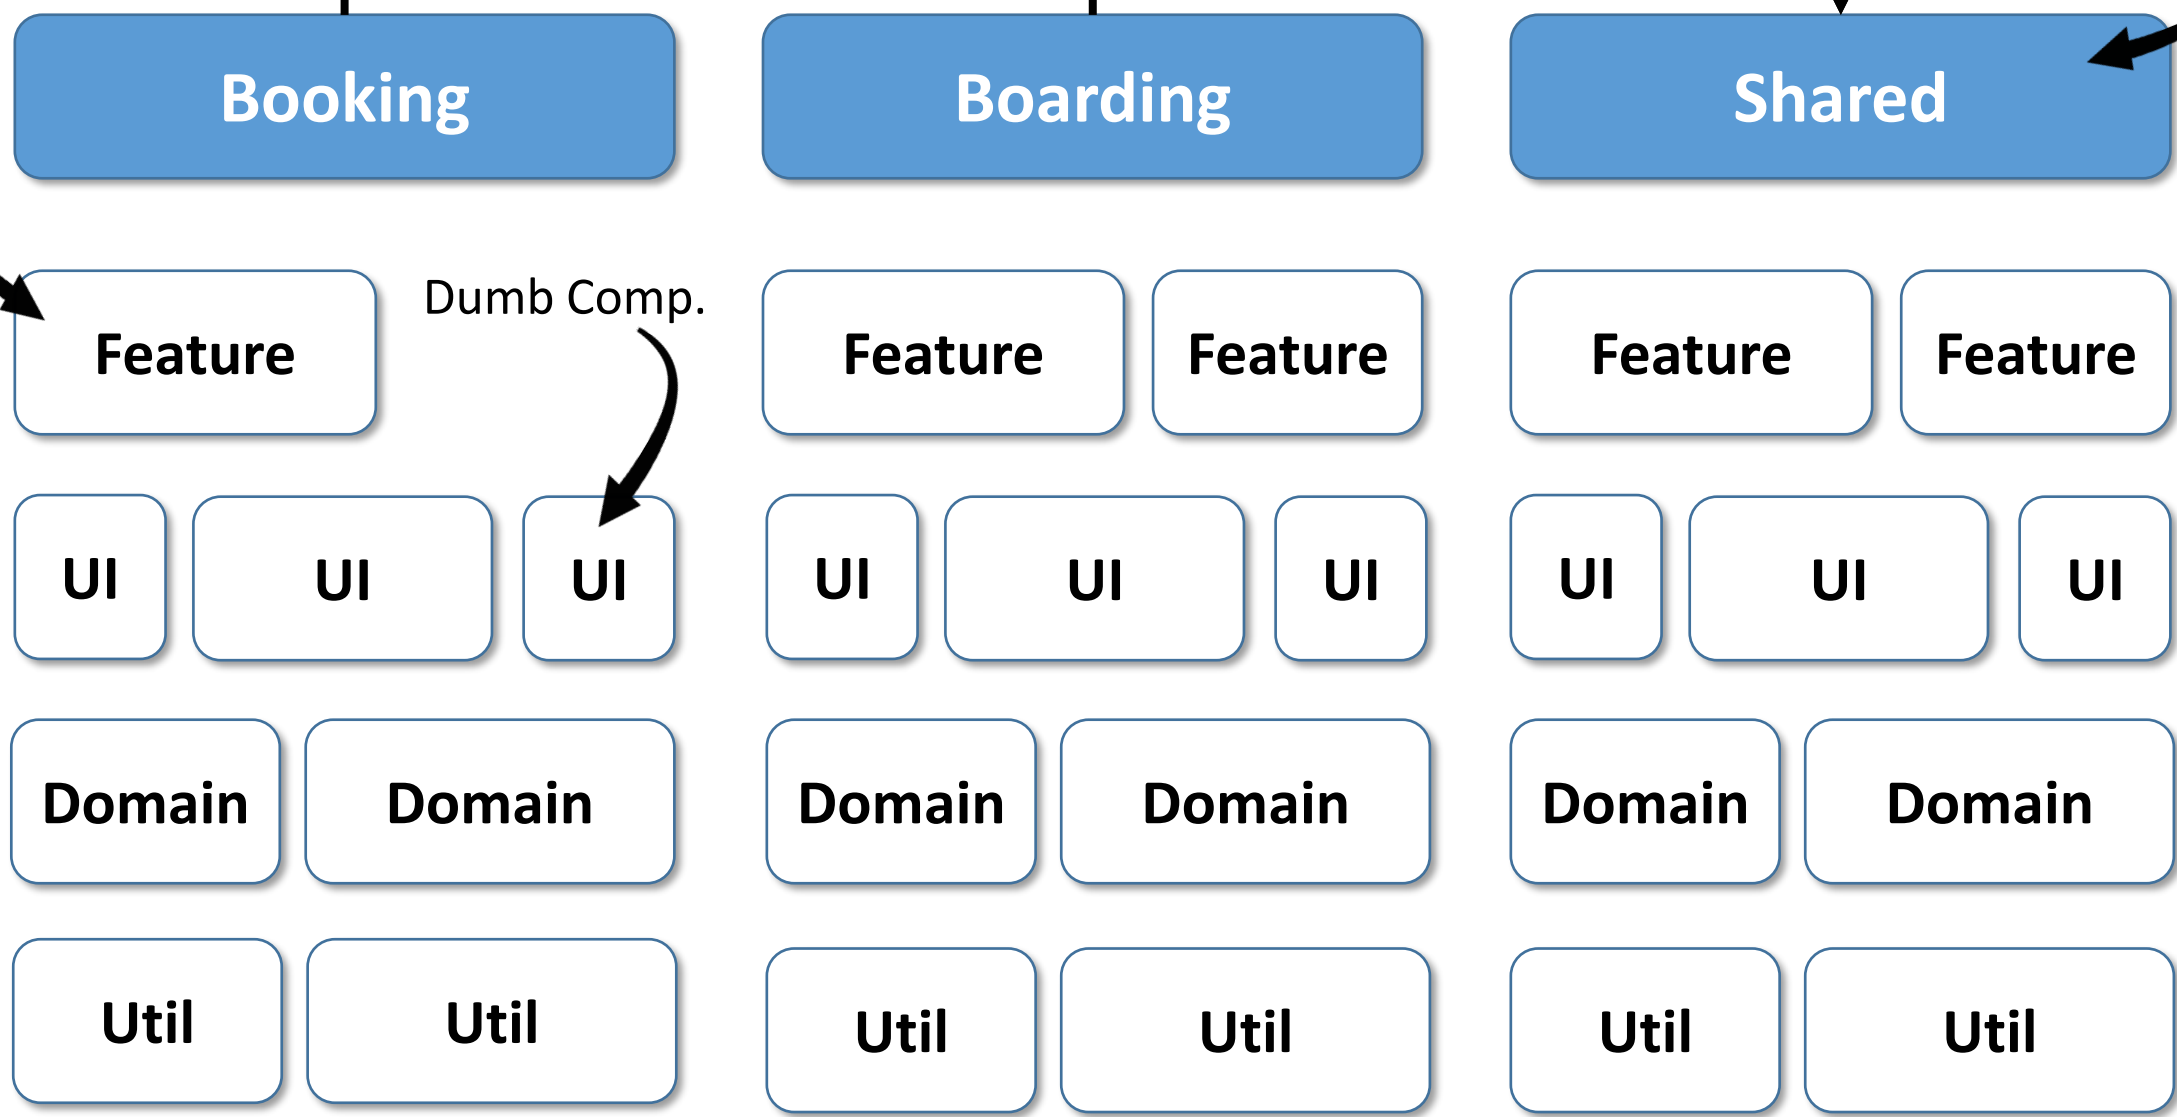 Booking Boarding Shared
Dumb Comp.
Feature Feature Feature Feature Feature
UI UI UI UI UI UI UI UI UI
Domain Domain Domain Domain Domain Domain
Util Util Util Util Util Util